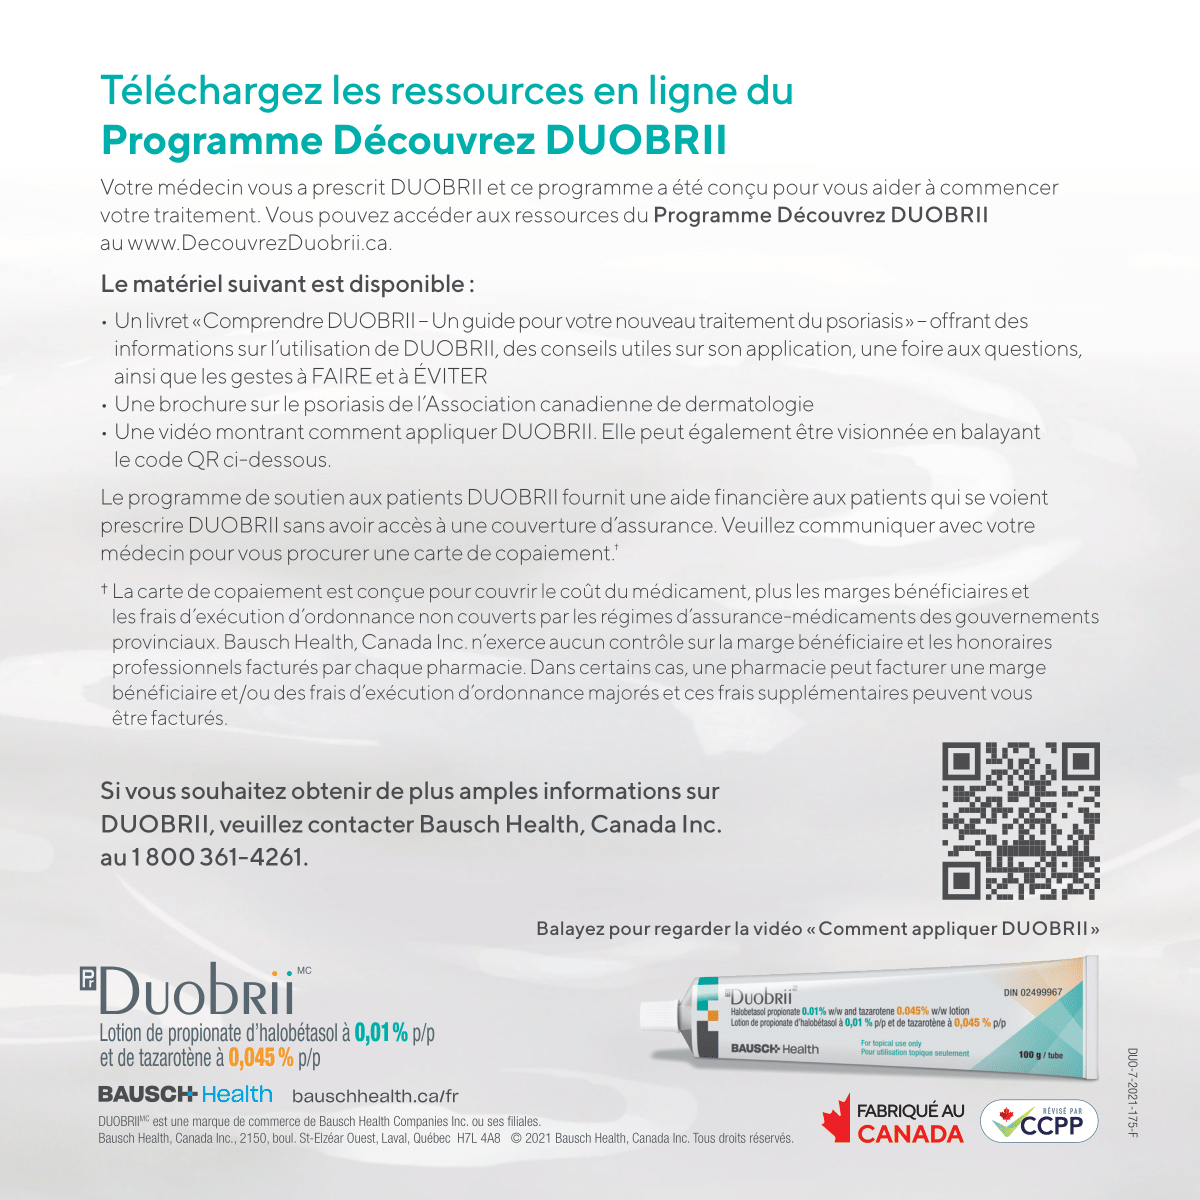 Téléchargez les ressources en ligne du
Programme Découvrez DUOBRII
Votre médecin vous a prescrit DUOBRII et ce programme a été conçu pour vous aider à commencer
votre traitement. Vous pouvez accéder aux ressources du Programme Découvrez DUOBRII
au www.DecouvrezDuobrii.ca.
Le matériel suivant est disponible :
• Un livret « Comprendre DUOBRII – Un guide pour votre nouveau traitement du psoriasis » – offrant des
informations sur l’utilisation de DUOBRII, des conseils utiles sur son application, une foire aux questions,
ainsi que les gestes à FAIRE et à ÉVITER
• Une brochure sur le psoriasis de l’Association canadienne de dermatologie
• Une vidéo montrant comment appliquer DUOBRII. Elle peut également être visionnée en balayant
le code QR ci-dessous.
Le programme de soutien aux patients DUOBRII fournit une aide financière aux patients qui se voient
prescrire DUOBRII sans avoir accès à une couverture d’assurance. Veuillez communiquer avec votre
médecin pour vous procurer une carte de copaiement.†
† La carte de copaiement est conçue pour couvrir le coût du médicament, plus les marges bénéficiaires et
les frais d’exécution d’ordonnance non couverts par les régimes d’assurance-médicaments des gouvernements
provinciaux. Bausch Health, Canada Inc. n’exerce aucun contrôle sur la marge bénéficiaire et les honoraires
professionnels facturés par chaque pharmacie. Dans certains cas, une pharmacie peut facturer une marge
bénéficiaire et/ou des frais d’exécution d’ordonnance majorés et ces frais supplémentaires peuvent vous
être facturés.
Si vous souhaitez obtenir de plus amples informations sur
DUOBRII, veuillez contacter Bausch Health, Canada Inc.
au 1 800 361-4261.
Balayez pour regarder la vidéo « Comment appliquer DUOBRII »
Pr Duobrii MC
Lotion de propionate d’halobétasol à 0,01 % p/p
et de tazarotène à 0,045 % p/p
BAUSCH+Health bauschhealth.ca/fr
DUOBRIIMC est une marque de commerce de Bausch Health Companies Inc. ou ses filiales.
Bausch Health, Canada Inc., 2150, boul. St-Elzéar Ouest, Laval, Québec H7L 4A8 © 2021 Bausch Health, Canada Inc. Tous droits réservés.
Duobrii
DIN 02499967
Halobetasol propionate 0.01% w/w and tazarotene 0.045% w/w lotion
Lotion de propionate d’halobétasol à 0,01 % p/p et de tazarotène à 0,045 % p/p
BAUSCH+Health
For topical use only
Pour utilisation topique seulement
100 g / tube
FABRIQUÉ AU
CANADA
RÉVISÉ PAR
CCPP
DUO-7-2021-175-F